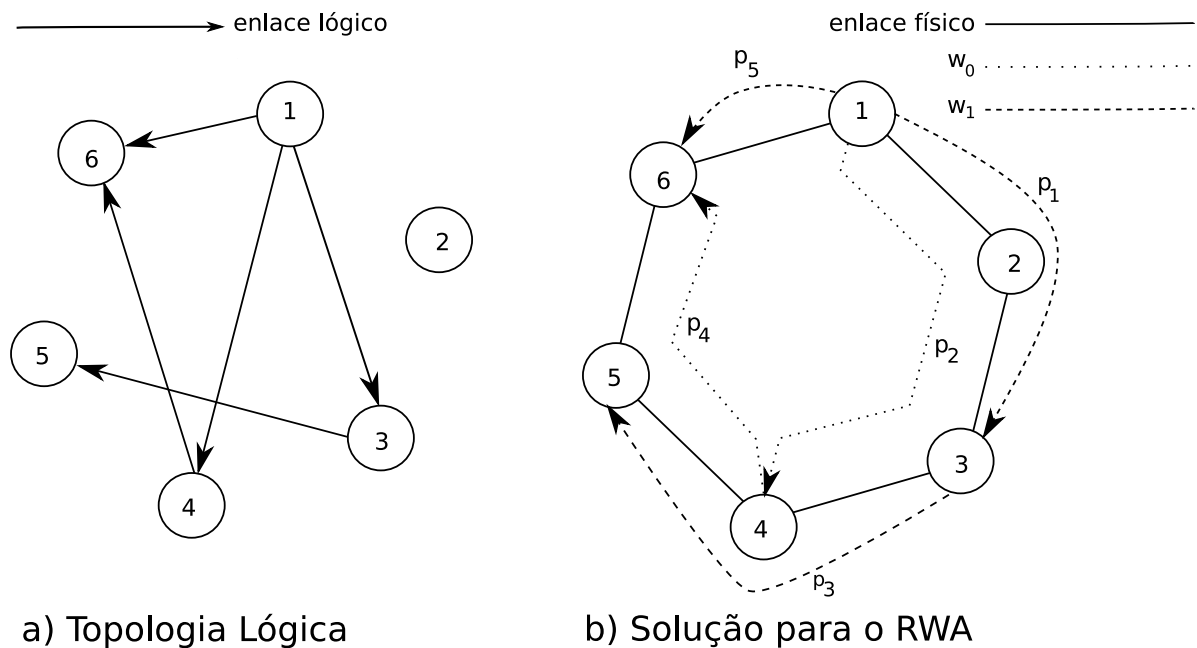 enlace lógico
1
6
2
5
3
4
a) Topologia Lógica
enlace físico
w0
w1
p5
1
6
p1
2
p4
p2
5
3
4
p3
b) Solução para o RWA